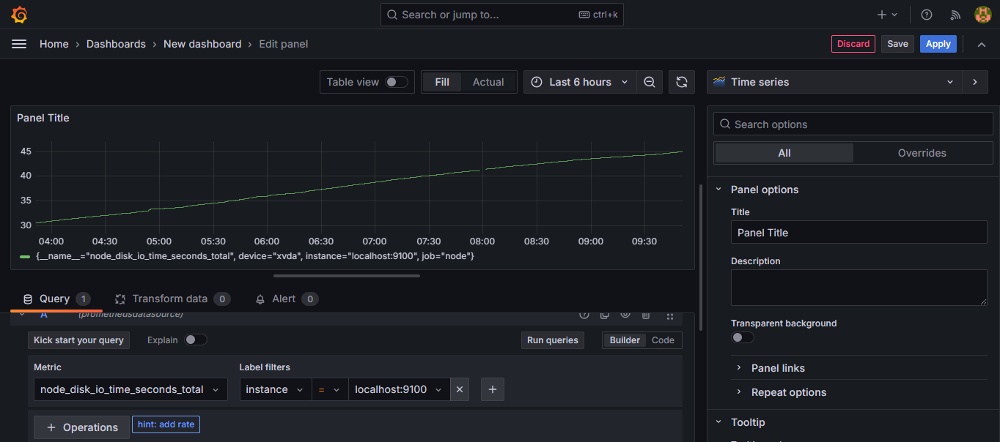 Search or jump to... ctrl+k
Home › Dashboards › New dashboard › Edit panel Discard Save Apply
Table view Fill Actual Last 6 hours Time series
Panel Title
45
40
35
30
04:00 04:30 05:00 05:30 06:00 06:30 07:00 07:30 08:00 08:30 09:00 09:30
{__name__="node_disk_io_time_seconds_total", device="xvda", instance="localhost:9100", job="node"}
Query 1 Transform data 0 Alert 0
A (prometheusdatasource)
Kick start your query Explain Run queries Builder Code
Metric Label filters
node_disk_io_time_seconds_total instance = localhost:9100
+ Operations hint: add rate
Search options
All Overrides
Panel options
Title
Panel Title
Description
Transparent background
Panel links
Repeat options
Tooltip